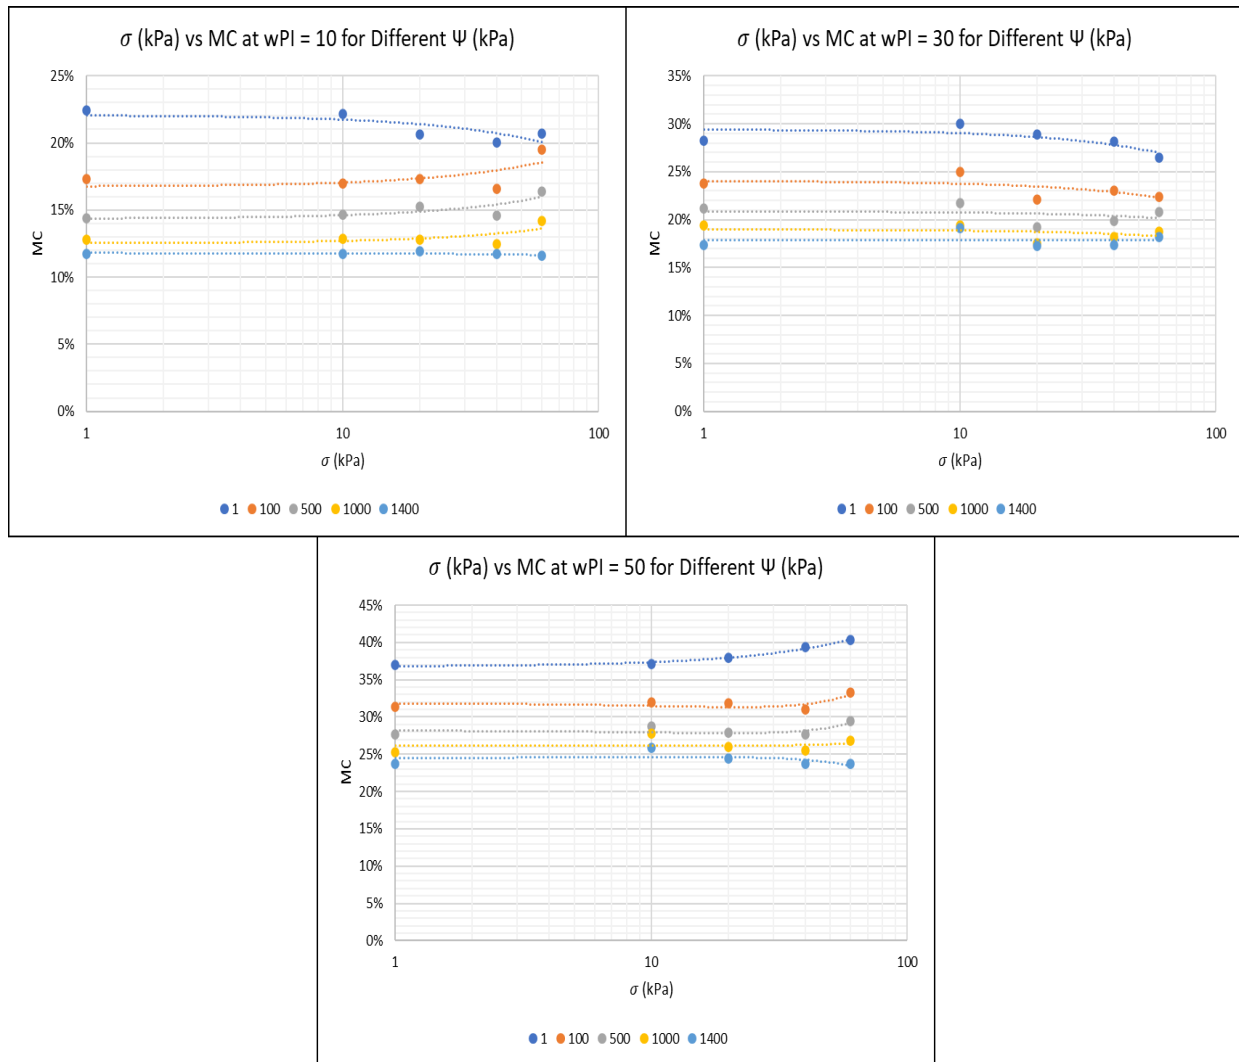 σ (kPa) vs MC at wPI = 10 for Different Ψ (kPa)
25%
20%
15%
10%
5%
0%
MC
1 10 100
σ (kPa)
1 100 500 1000 1400
σ (kPa) vs MC at wPI = 30 for Different Ψ (kPa)
35%
30%
25%
20%
15%
10%
5%
0%
MC
1 10 100
σ (kPa)
1 100 500 1000 1400
σ (kPa) vs MC at wPI = 50 for Different Ψ (kPa)
45%
40%
35%
30%
25%
20%
15%
10%
5%
0%
MC
1 10 100
σ (kPa)
1 100 500 1000 1400